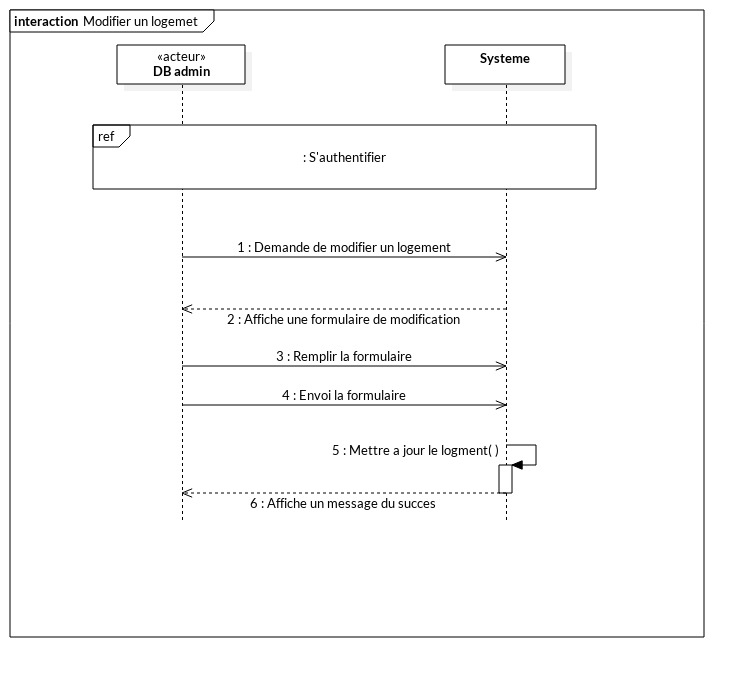 interaction Modifier un logemet
«acteur»
DB admin
Systeme
ref
: S'authentifier
1 : Demande de modifier un logement
2 : Affiche une formulaire de modification
3 : Remplir la formulaire
4 : Envoi la formulaire
5 : Mettre a jour le logment( )
6 : Affiche un message du succes